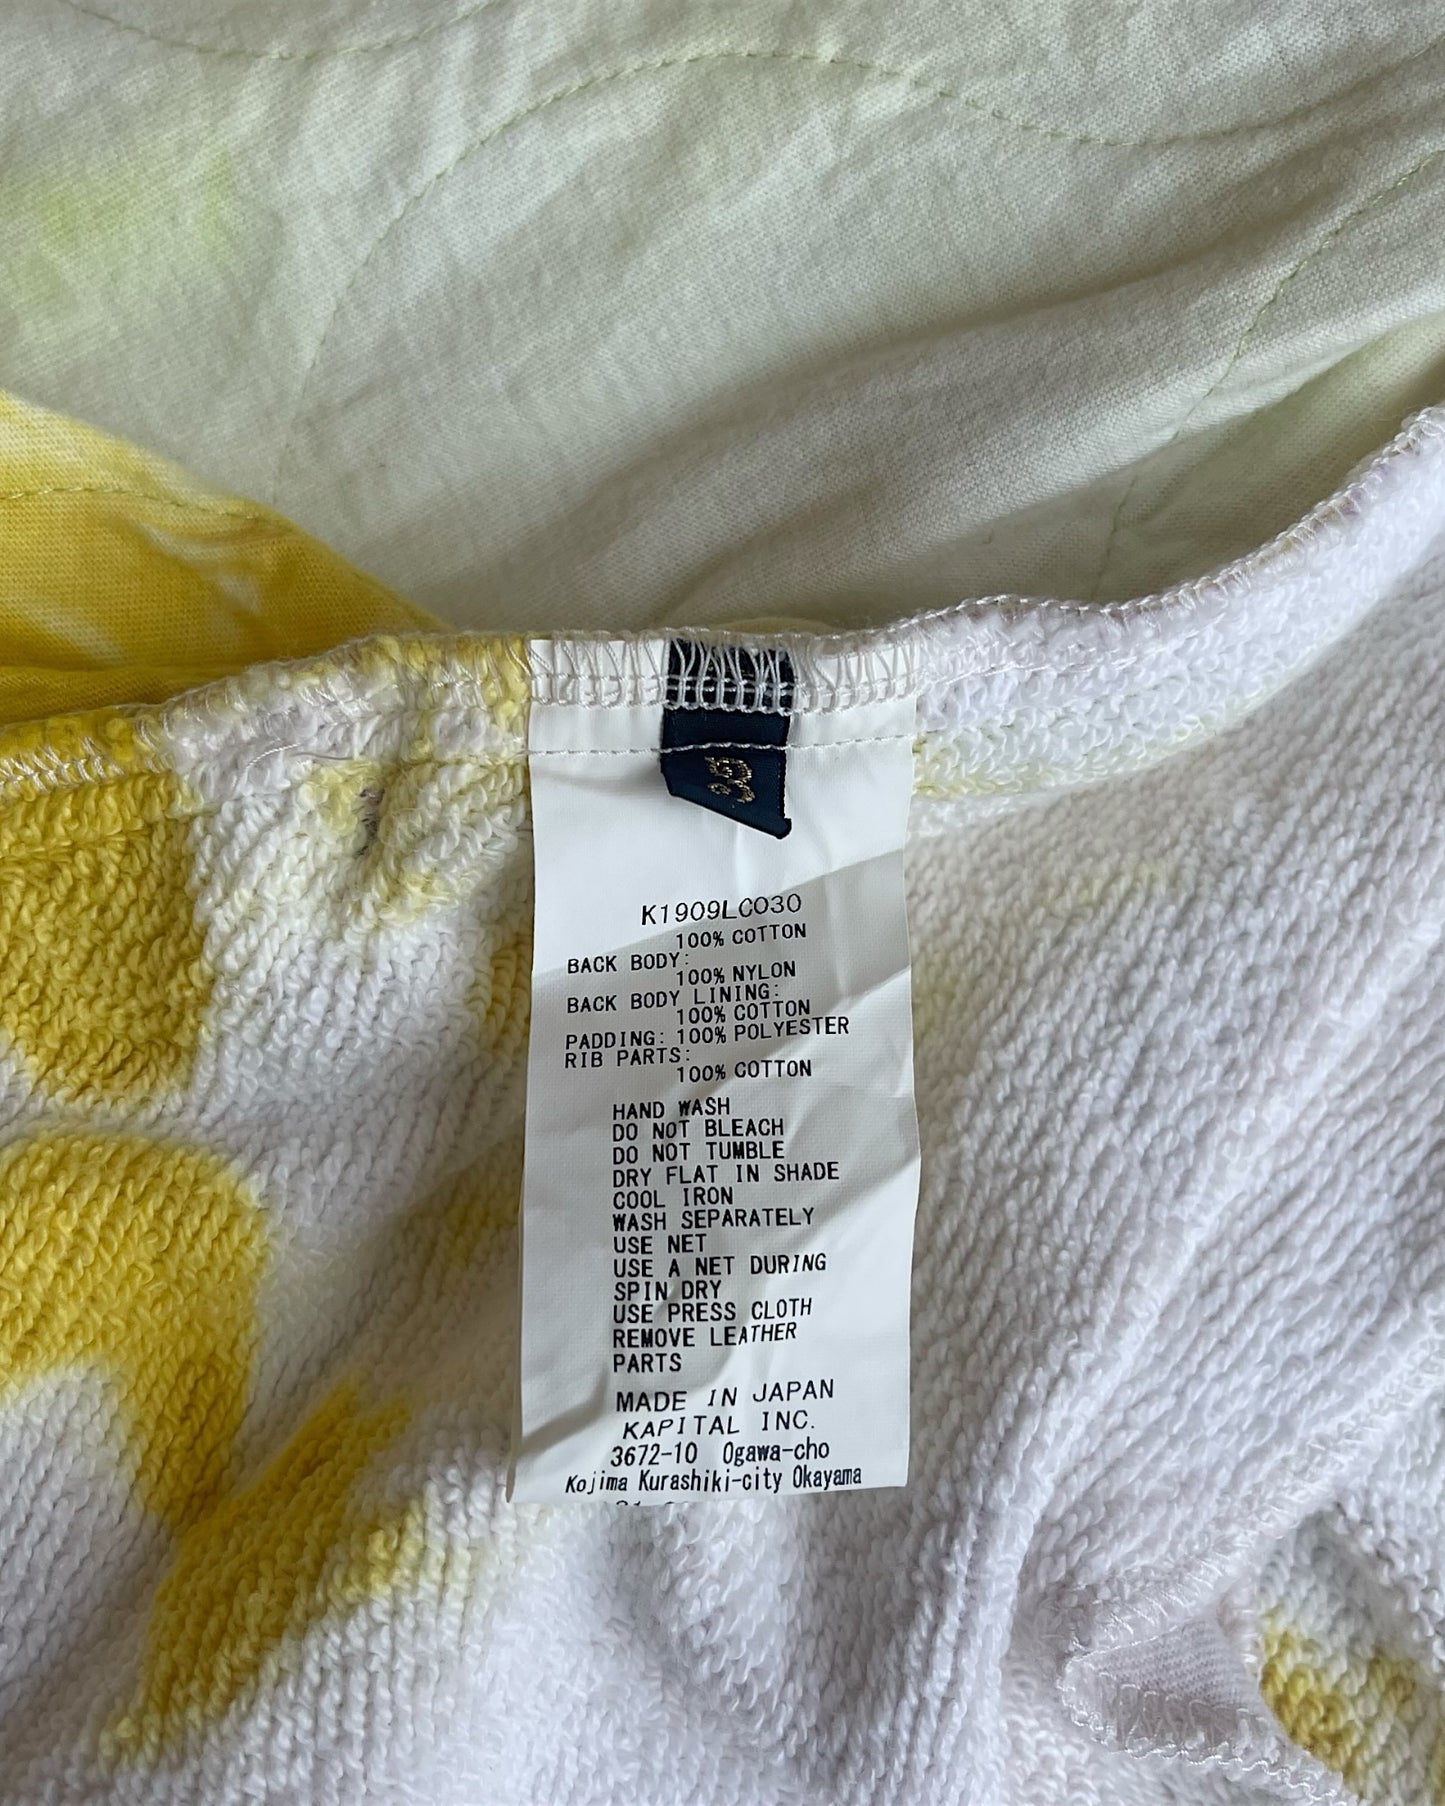 3
K1909LC030
100% COTTON
BACK BODY:
100% NYLON
BACK BODY LINING:
100% COTTON
PADDING: 100% POLYESTER
RIB PARTS:
100% COTTON
HAND WASH
DO NOT BLEACH
DO NOT TUMBLE
DRY FLAT IN SHADE
COOL IRON
WASH SEPARATELY
USE NET
USE A NET DURING
SPIN DRY
USE PRESS CLOTH
REMOVE LEATHER
PARTS
MADE IN JAPAN
KAPITAL INC.
3672-10 Ogawa-cho
Kojima Kurashiki-city Okayama